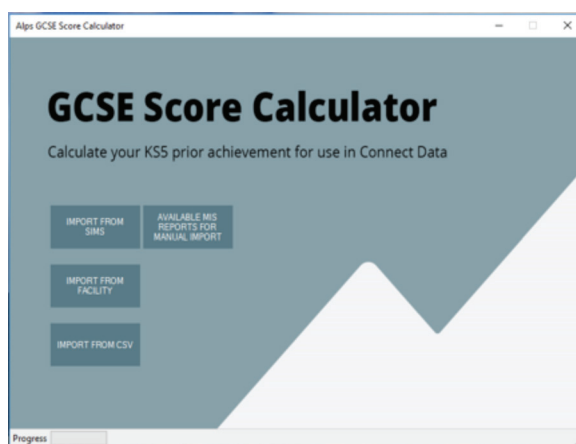 Alps GCSE Score Calculator
GCSE Score Calculator
Calculate your KS5 prior achievement for use in Connect Data
IMPORT FROM
SIMS
AVAILABLE MIS
REPORTS FOR
MANUAL IMPORT
IMPORT FROM
FACILITY
IMPORT FROM CSV
Progress